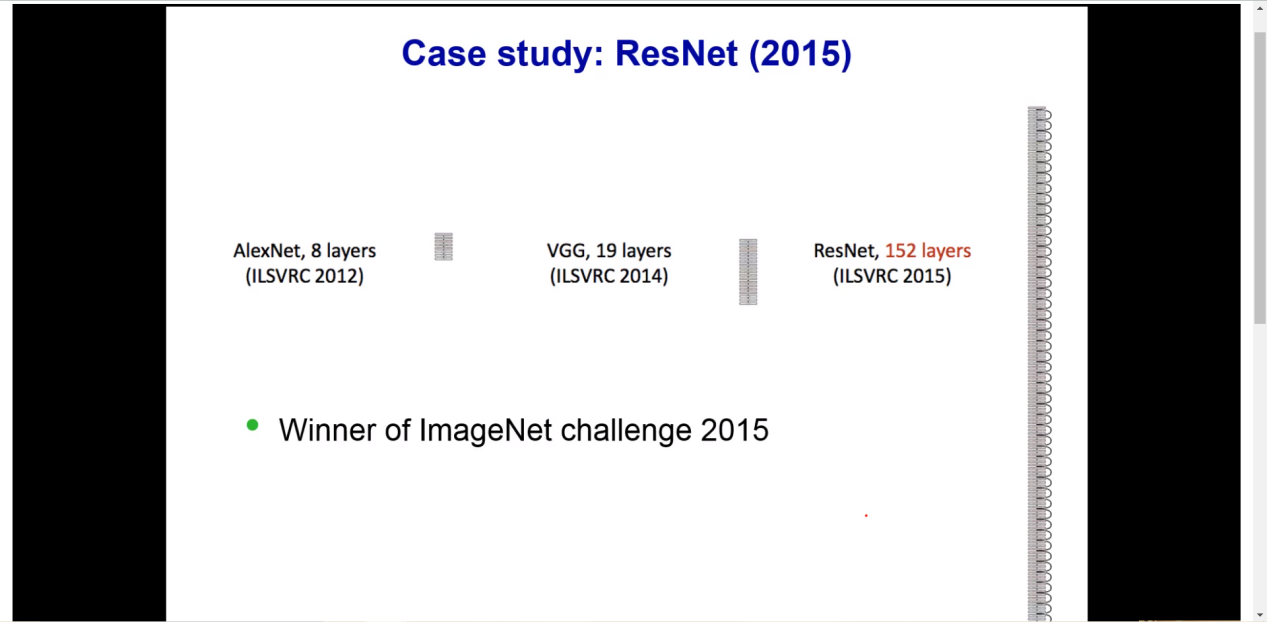 Case study: ResNet (2015)
AlexNet, 8 layers
(ILSVRC 2012)
VGG, 19 layers
(ILSVRC 2014)
ResNet, 152 layers
(ILSVRC 2015)
Winner of ImageNet challenge 2015